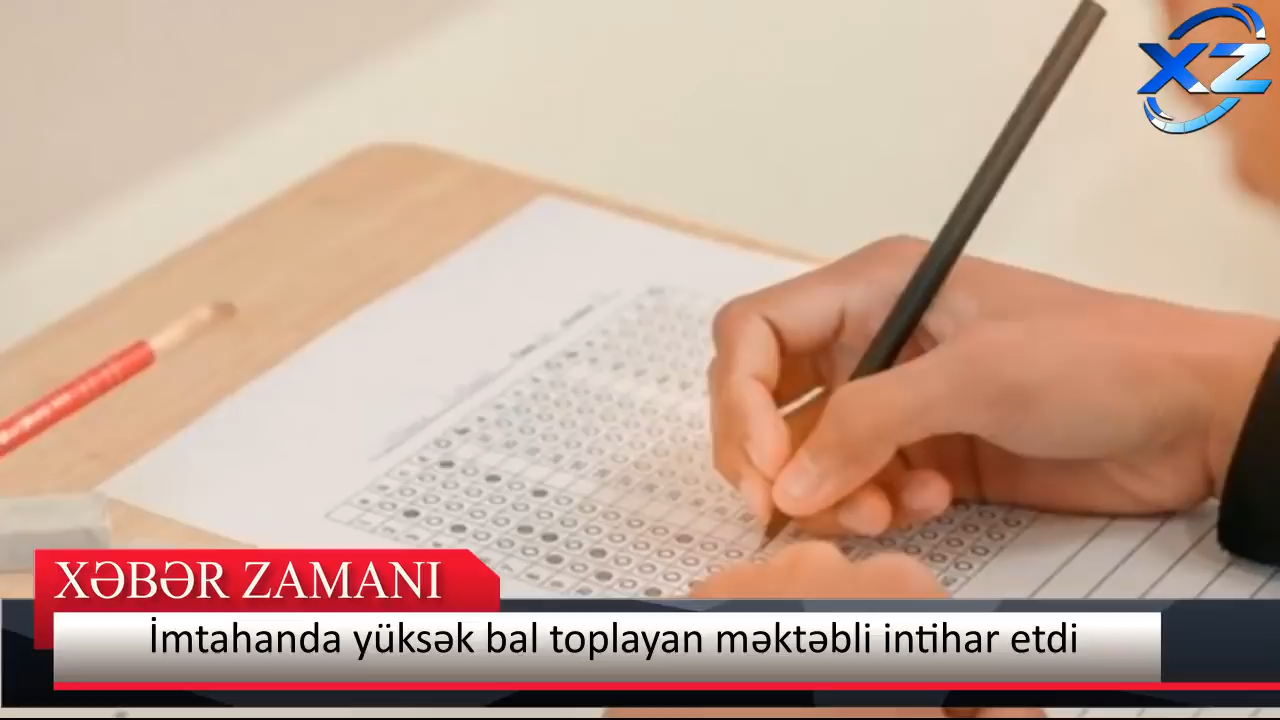 XZ
XƏBƏR ZAMANI
İmtahanda yüksək bal toplayan məktəbli intihar etdi